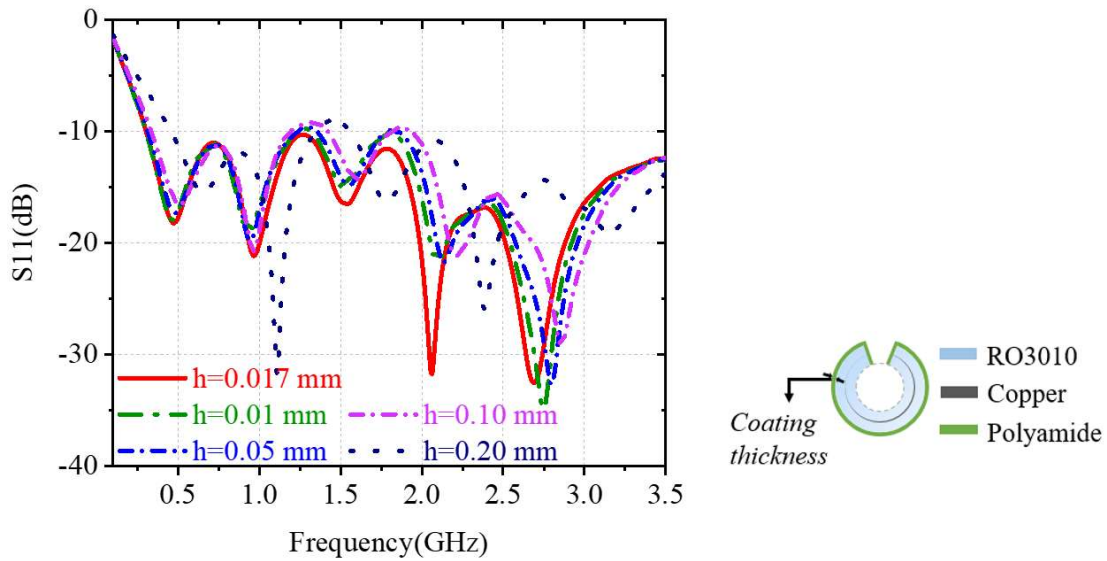 S11(dB)
0
-10
-20
-30
-40
h=0.017 mm
h=0.01 mm
h=0.10 mm
h=0.05 mm
h=0.20 mm
0.5 1.0 1.5 2.0 2.5 3.0 3.5
Frequency(GHz)
Coating
thickness
RO3010
Copper
Polyamide